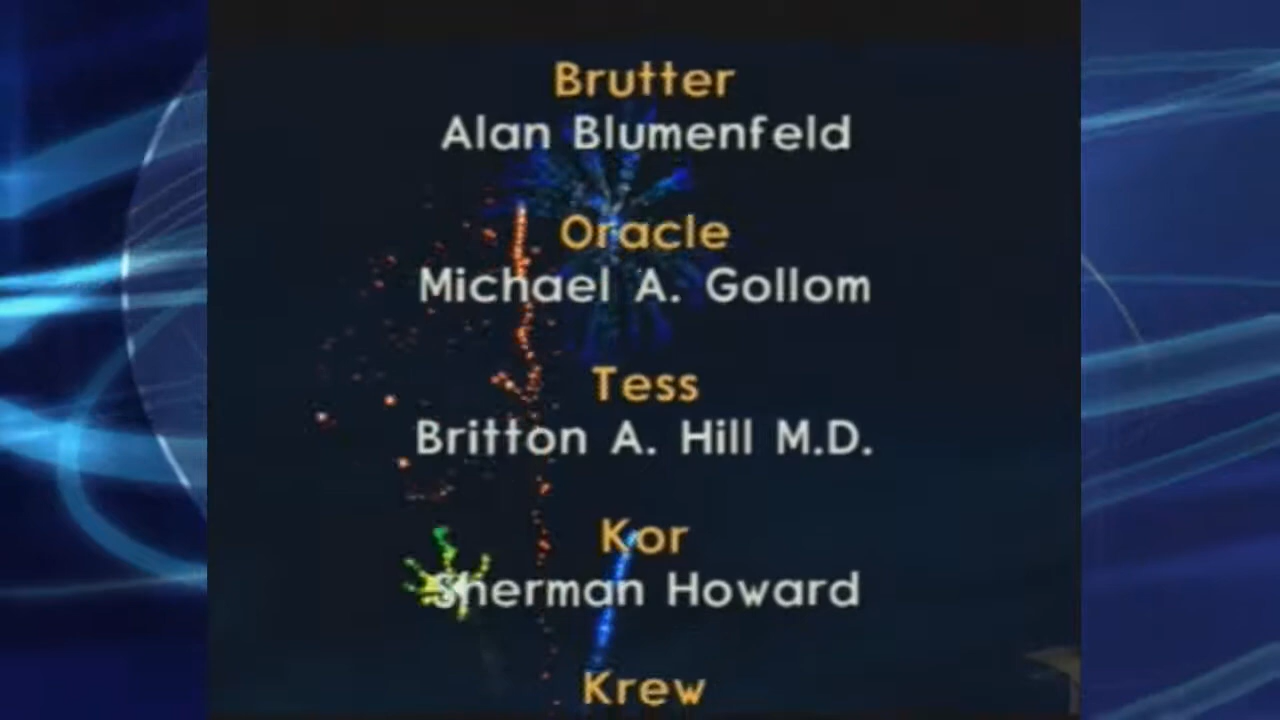 Brutter
Alan Blumenfeld
Oracle
Michael A. Gollom
Tess
Britton A. Hill M.D.
Kor
Sherman Howard
Krew